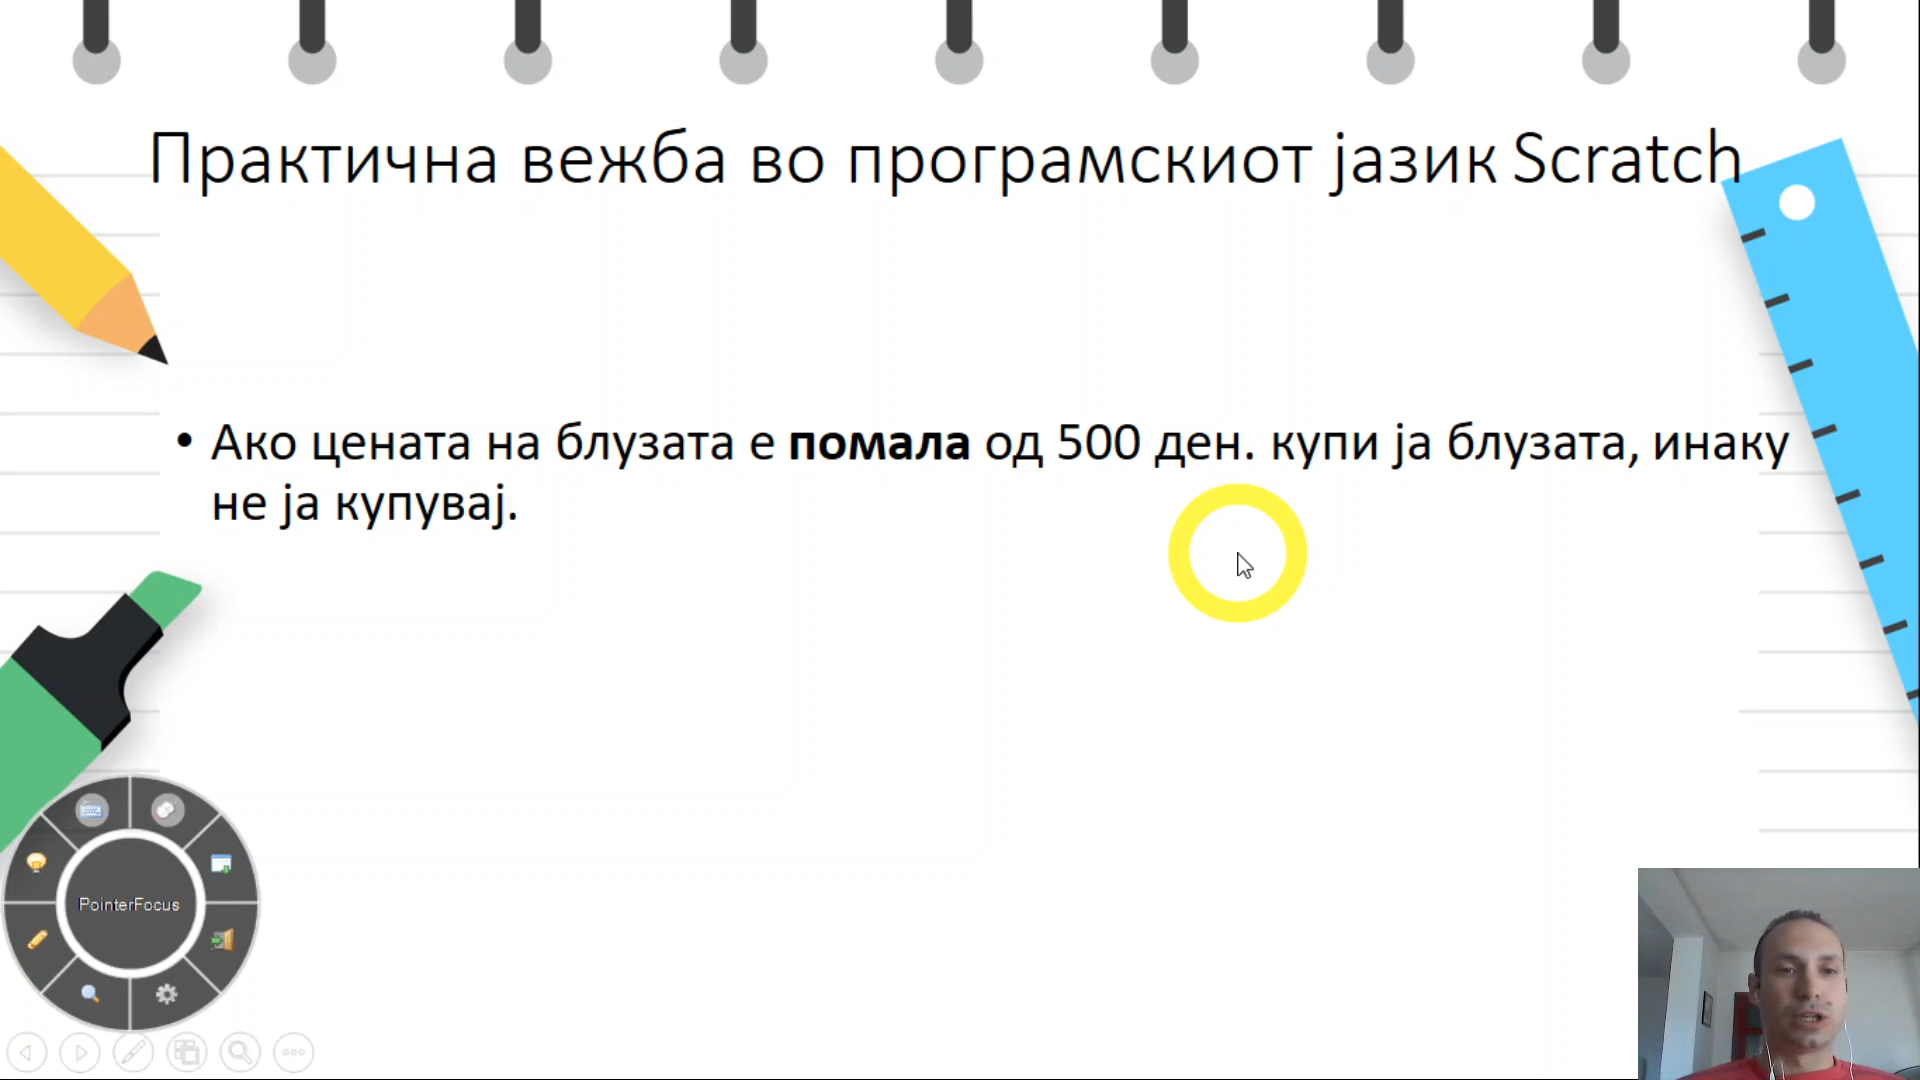 Практична вежба во програмскиот јазик Scratch
• Ако цената на блузата е помала од 500 ден. купи ја блузата, инаку
не ја купувај.
PointerFocus